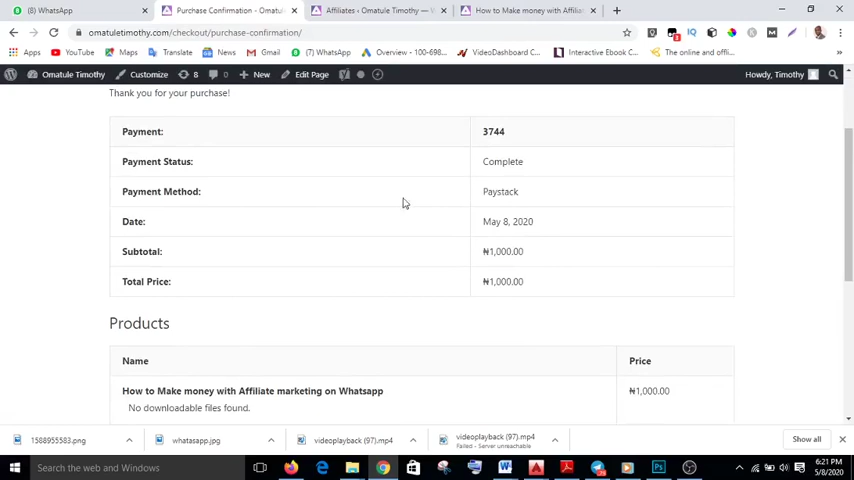 (8) WhatsApp
Purchase Confirmation - Omatu
Affiliates ‹ Omatule Timothy — W
How to Make money with Affilia
omatuletimothy.com/checkout/purchase-confirmation/
Apps YouTube Maps Translate News Gmail (7) WhatsApp Overview - 100-698... VideoDashboard C... Interactive Ebook C... The online and offli...
Omatule Timothy Customize 8 0 New Edit Page Howdy, Timothy
Thank you for your purchase!
Payment: 3744
Payment Status: Complete
Payment Method: Paystack
Date: May 8, 2020
Subtotal: ₦1,000.00
Total Price: ₦1,000.00
Products
Name Price
How to Make money with Affiliate marketing on Whatsapp ₦1,000.00
No downloadable files found.
1588955583.png
whatasapp.jpg
videoplayback (97).mp4
videoplayback (97).mp4
Failed - Server unreachable
Show all
Search the web and Windows
6:21 PM
5/8/2020